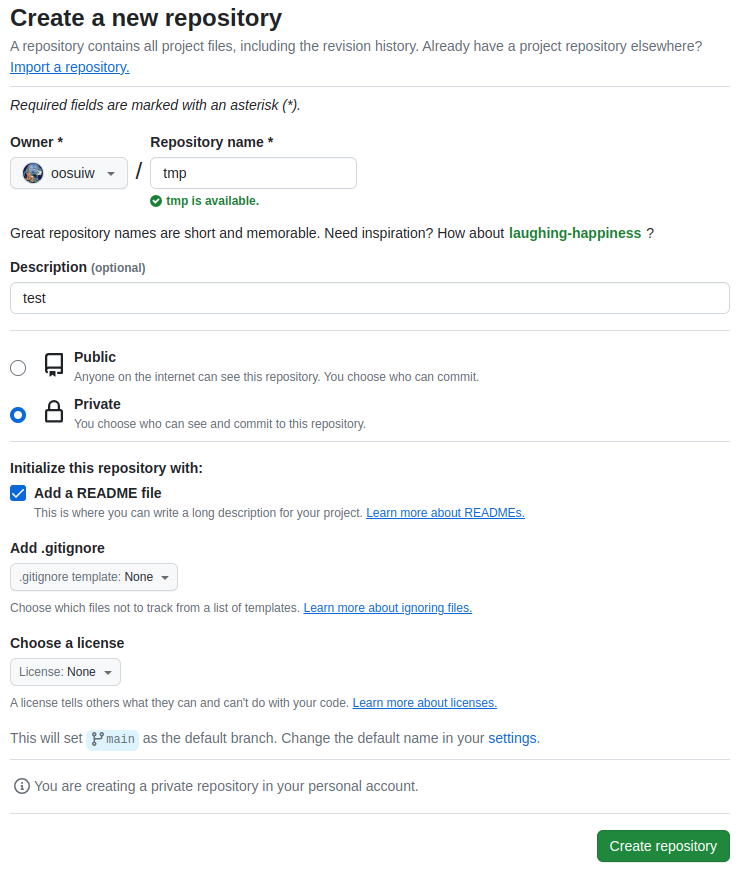 Create a new repository
A repository contains all project files, including the revision history. Already have a project repository elsewhere?
Import a repository.
Required fields are marked with an asterisk (*).
Owner * Repository name *
oosuiw / tmp
tmp is available.
Great repository names are short and memorable. Need inspiration? How about laughing-happiness ?
Description (optional)
test
Public
Anyone on the internet can see this repository. You choose who can commit.
Private
You choose who can see and commit to this repository.
Initialize this repository with:
Add a README file
This is where you can write a long description for your project. Learn more about READMEs.
Add .gitignore
.gitignore template: None
Choose which files not to track from a list of templates. Learn more about ignoring files.
Choose a license
License: None
A license tells others what they can and can't do with your code. Learn more about licenses.
This will set main as the default branch. Change the default name in your settings.
You are creating a private repository in your personal account.
Create repository